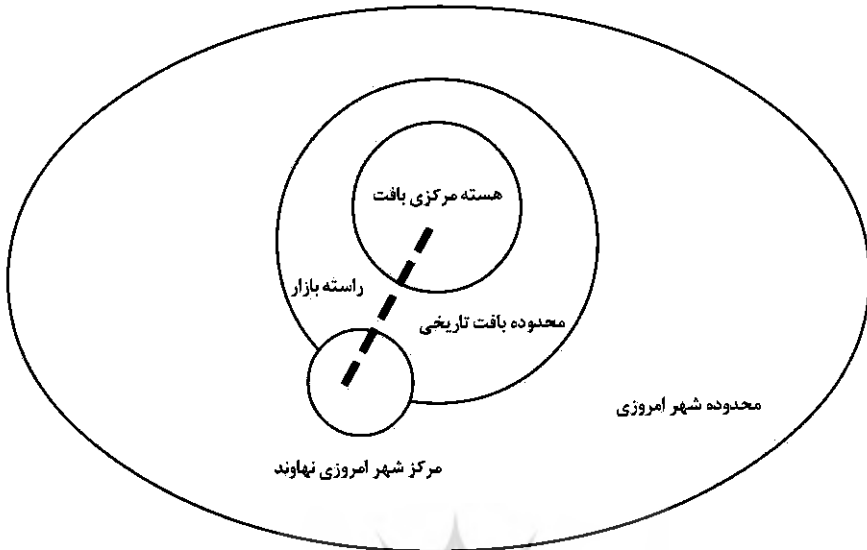 هسته مرکزی بافت
راسته بازار
محدوده بافت تاریخی
محدوده شهر امروزی
مرکز شهر امروزی نهاوند